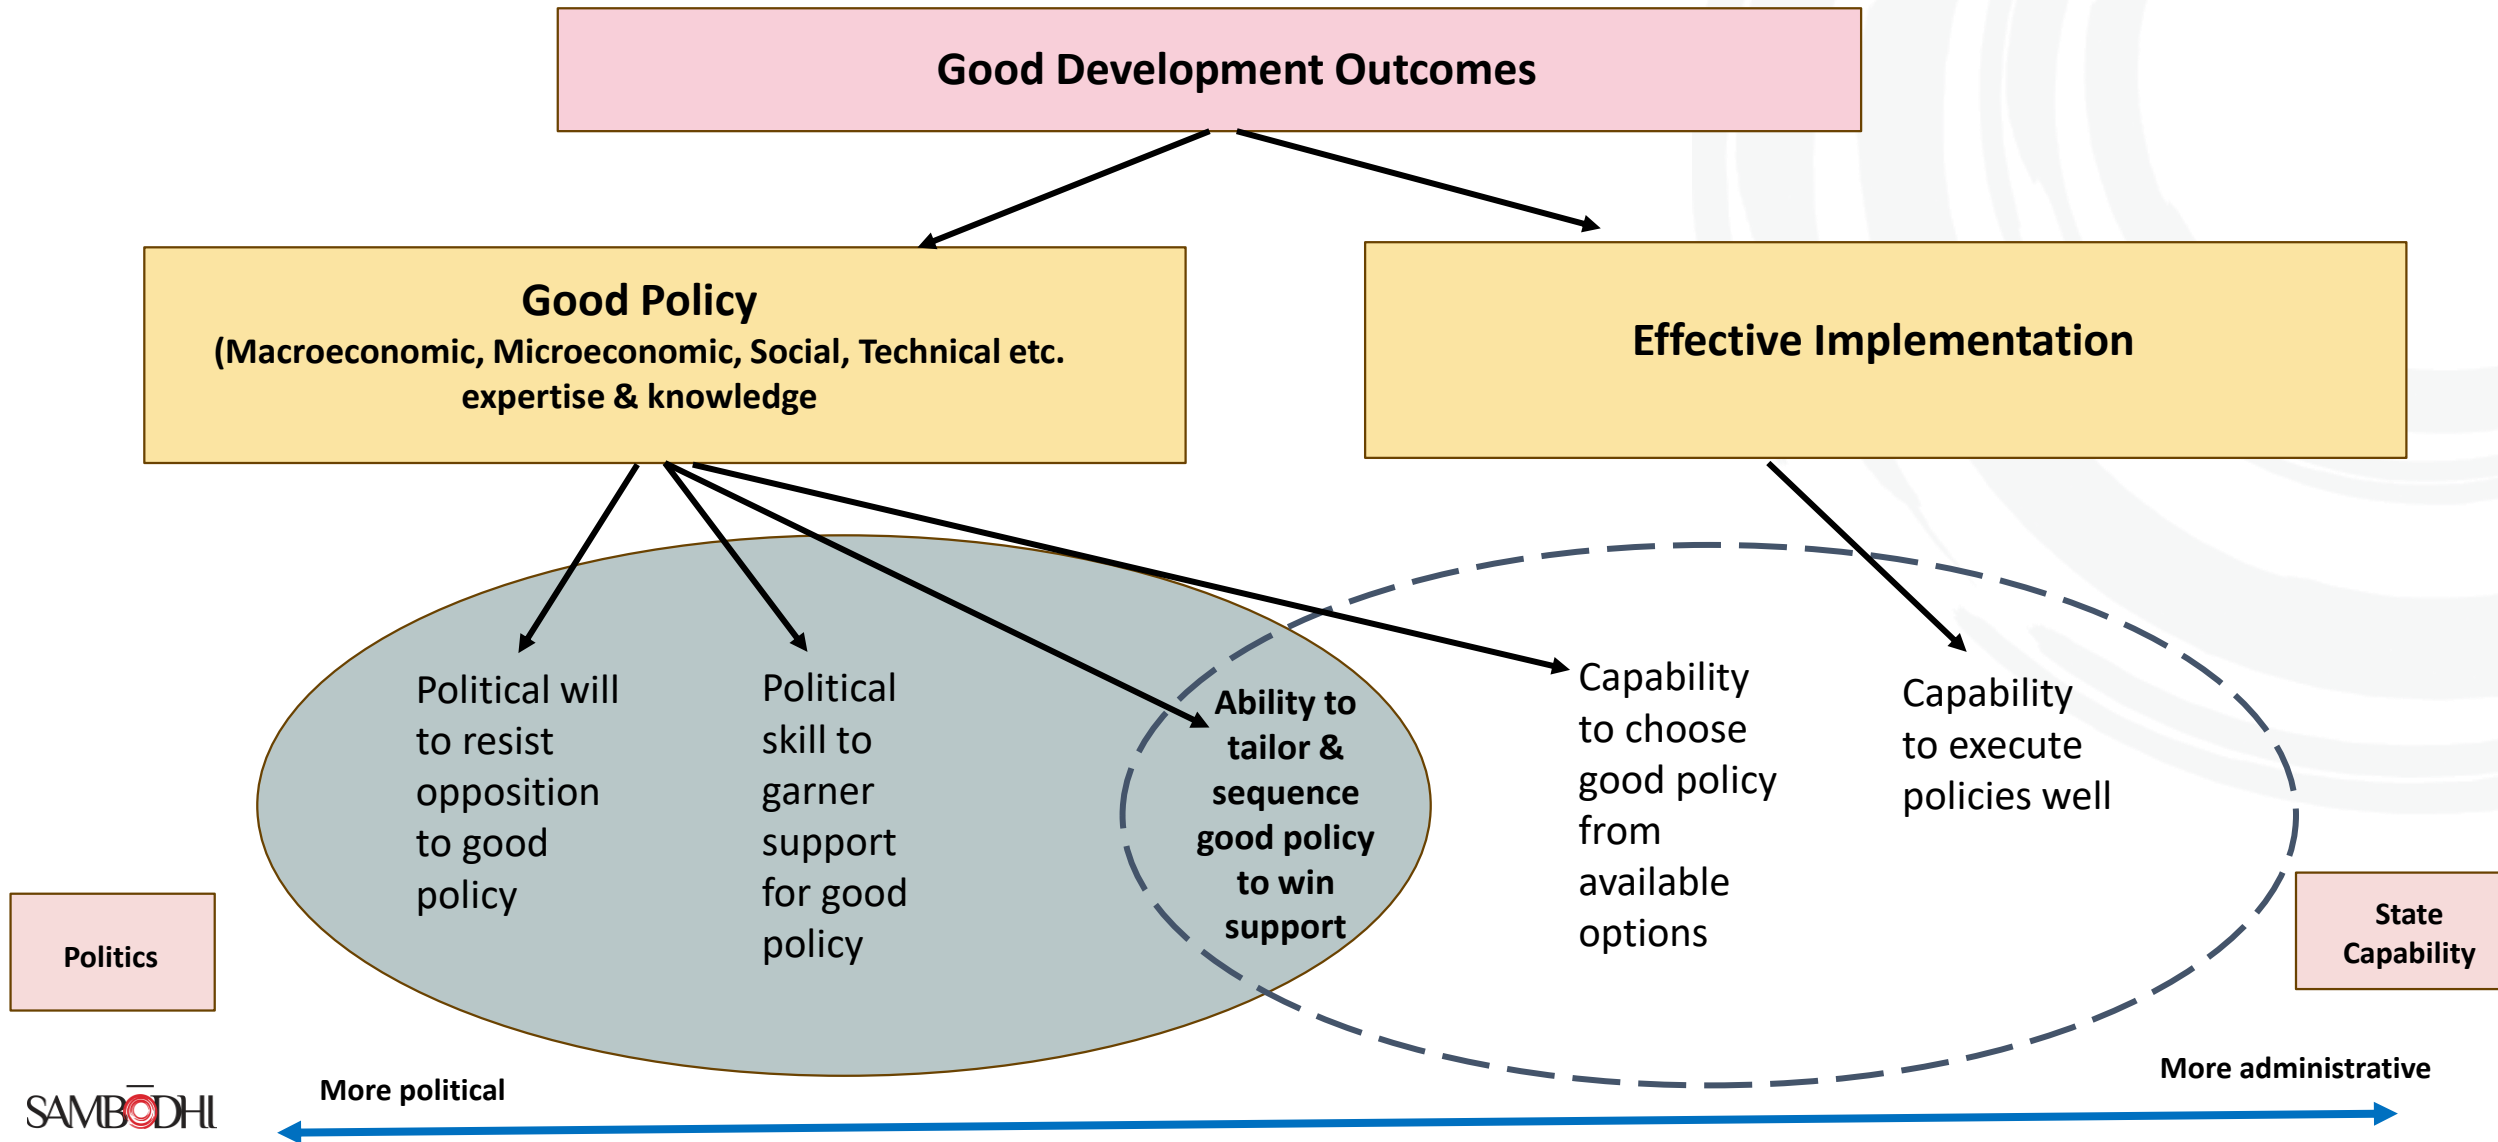 Good Development Outcomes
Good Policy
(Macroeconomic, Microeconomic, Social, Technical etc.
expertise & knowledge
Effective Implementation
Political will
to resist
opposition
to good
policy
Political
skill to
garner
support
for good
policy
Ability to
tailor &
sequence
good policy
to win
support
Capability
to choose
good policy
from
available
options
Capability
to execute
policies well
Politics
State
Capability
More political
More administrative
SAMBŌDHI